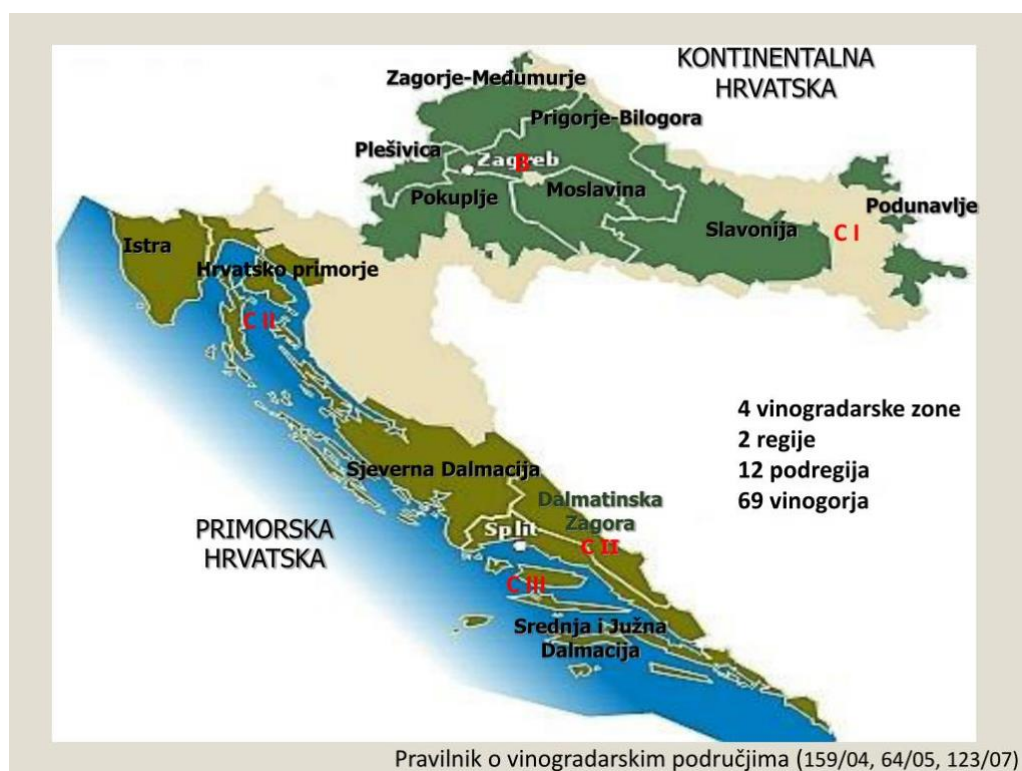 KONTINENTALNA
HRVATSKA
Zagorje-Međumurje
Prigorje-Bilogora
Plešivica
Zagreb
B
Pokuplje
Moslavina
Podunavlje
Slavonija
C I
Istra
Hrvatsko primorje
C II
4 vinogradarske zone
2 regije
12 podregija
69 vinogorja
Sjeverna Dalmacija
Dalmatinska
Zagora
PRIMORSKA
HRVATSKA
Split
C II
C III
Srednja i Južna
Dalmacija
Pravilnik o vinogradarskim područjima (159/04, 64/05, 123/07)